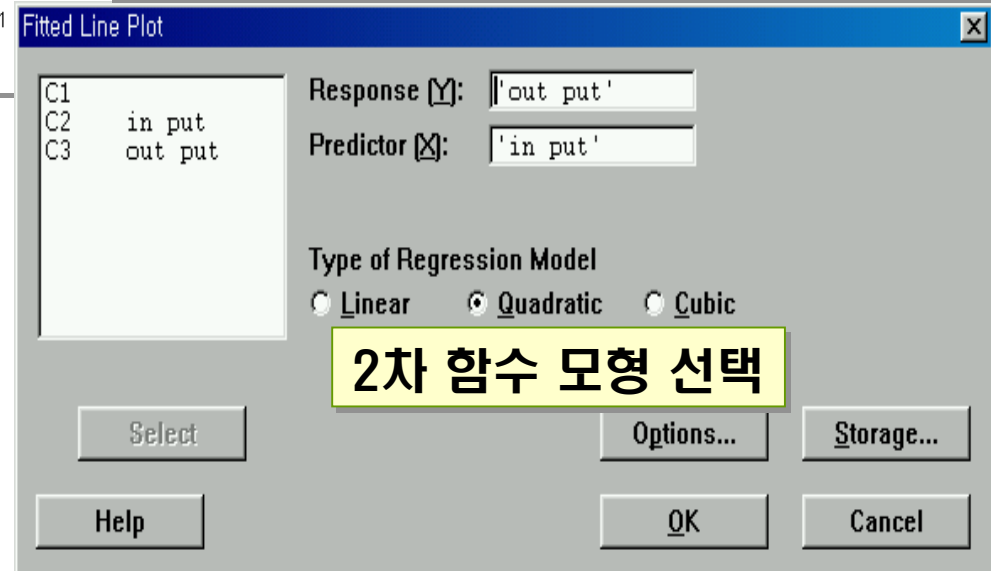 1
Fitted Line Plot
C1
C2 in put
C3 out put
Response (Y): 'out put'
Predictor (X): 'in put'
Type of Regression Model
Linear Quadratic Cubic
2차 함수 모형 선택
Select
Options...
Storage...
Help
OK
Cancel